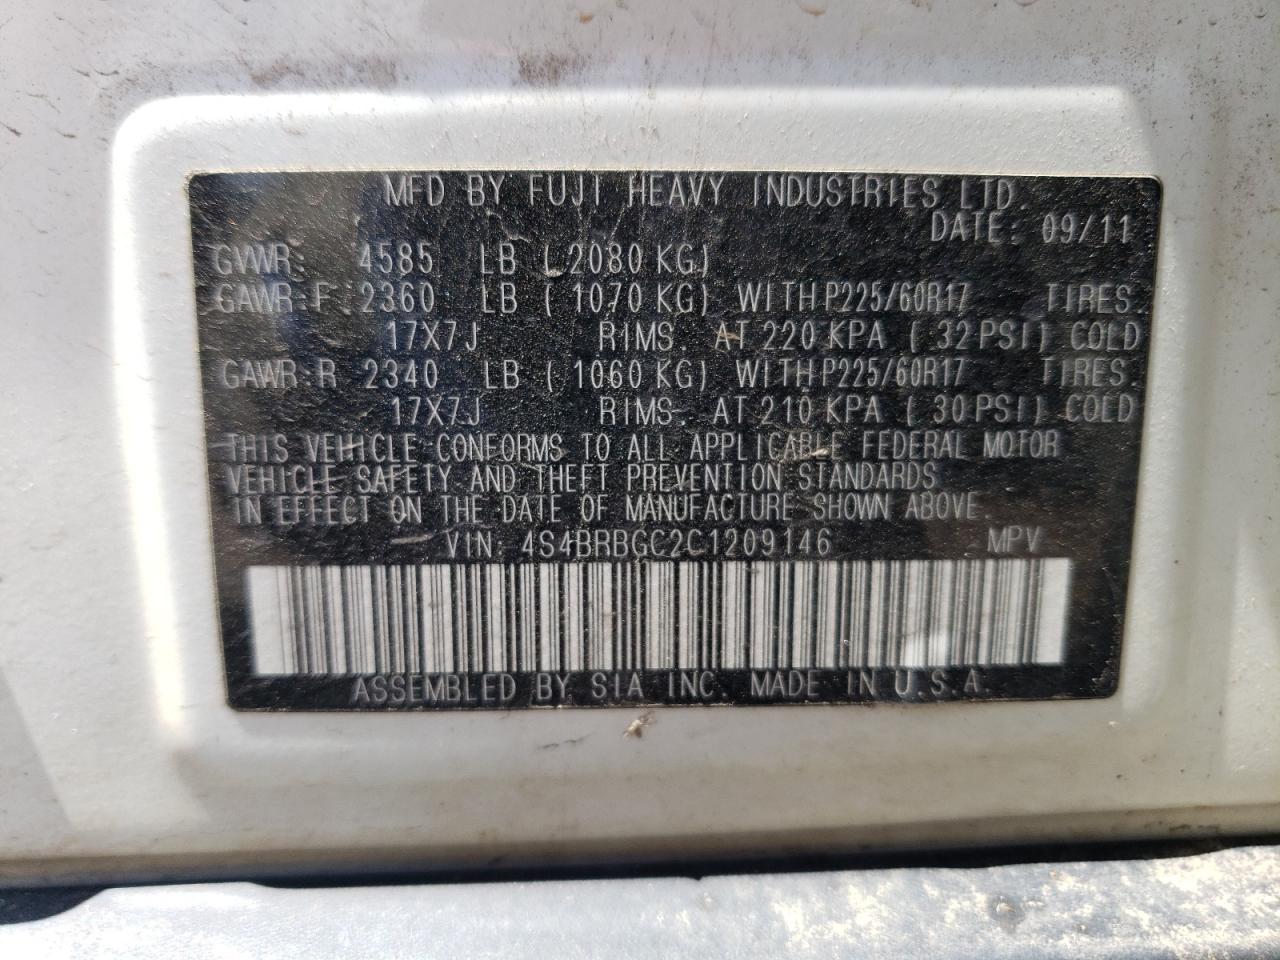 MFD BY FUJI HEAVY INDUSTRIES LTD.
DATE: 09/11
GVWR: 4585 LB ( 2080 KG)
GAWR:F 2360 LB ( 1070 KG) WITH P225/60R17 TIRES.
17X7J RIMS. AT 220 KPA ( 32 PSI) COLD
GAWR:R 2340 LB ( 1060 KG) WITH P225/60R17 TIRES.
17X7J RIMS. AT 210 KPA ( 30 PSI) COLD
THIS VEHICLE CONFORMS TO ALL APPLICABLE FEDERAL MOTOR
VEHICLE SAFETY AND THEFT PREVENTION STANDARDS
IN EFFECT ON THE DATE OF MANUFACTURE SHOWN ABOVE.
VIN: 4S4BRBGC2C1209146 MPV
ASSEMBLED BY SIA INC. MADE IN U.S.A.